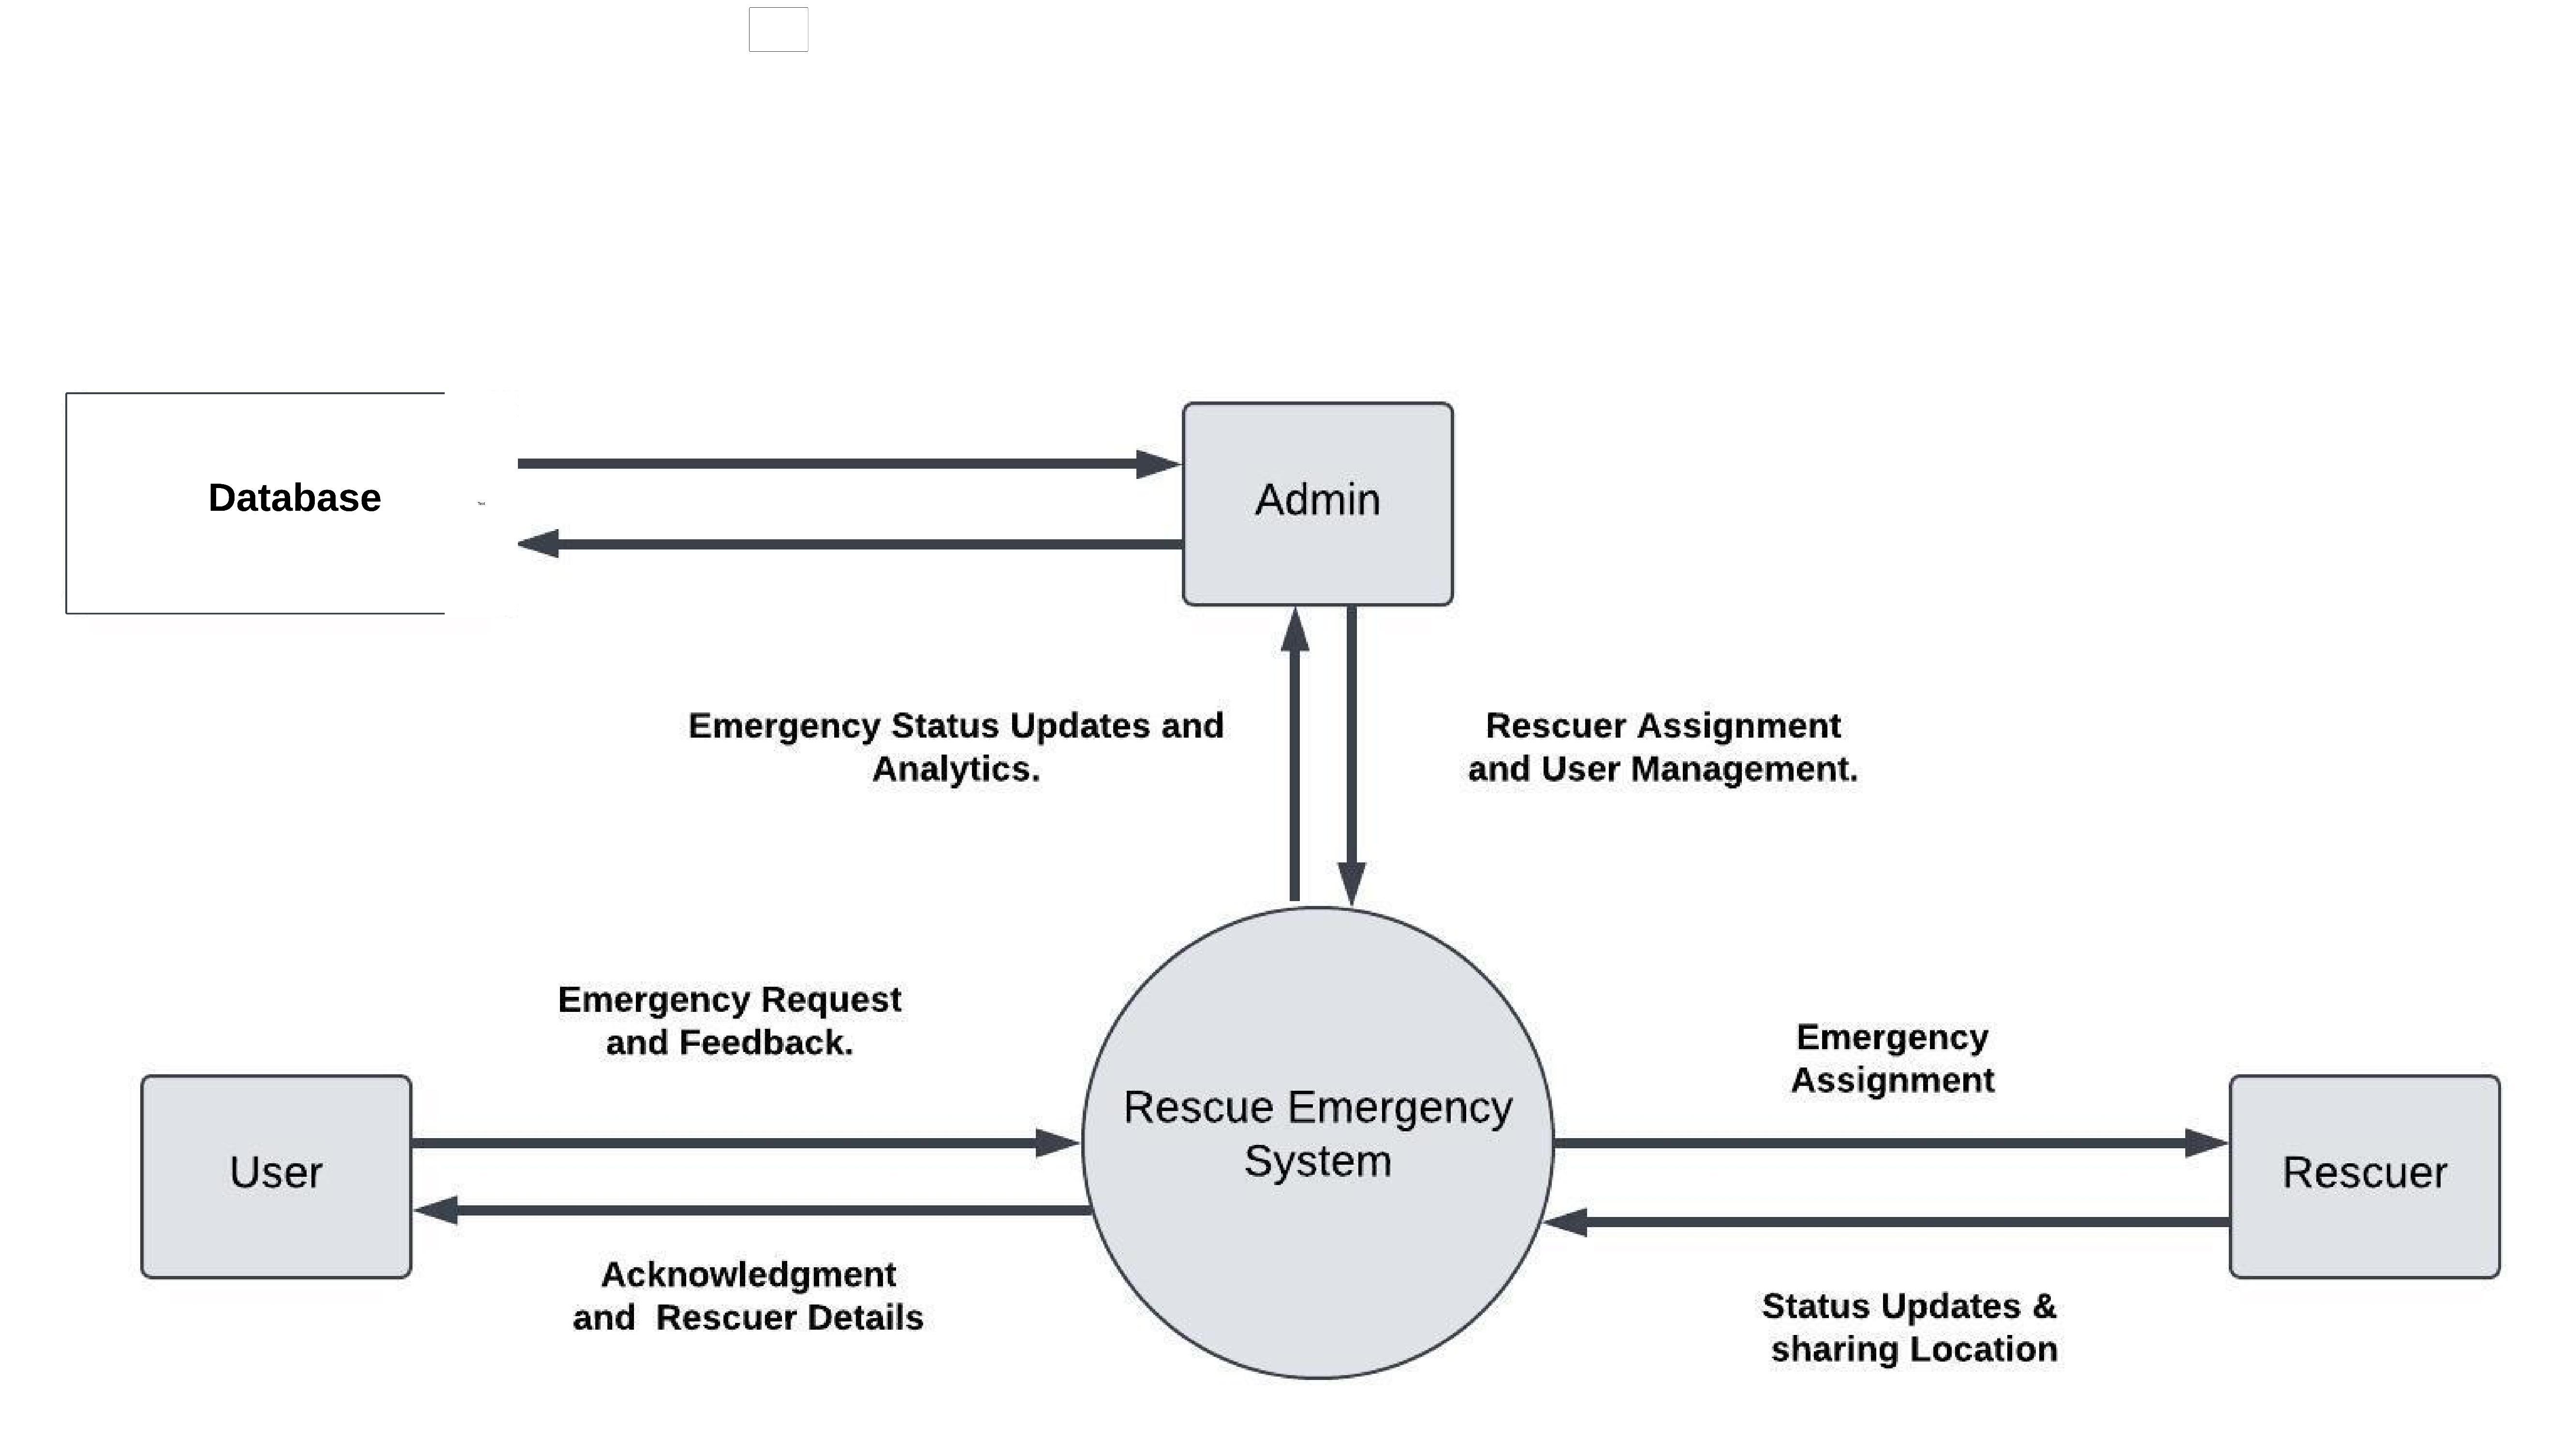 Database
Admin
Emergency Status Updates and
Analytics.
Rescuer Assignment
and User Management.
Emergency Request
and Feedback.
Emergency
Assignment
User
Rescue Emergency
System
Rescuer
Acknowledgment
and  Rescuer Details
Status Updates &
sharing Location